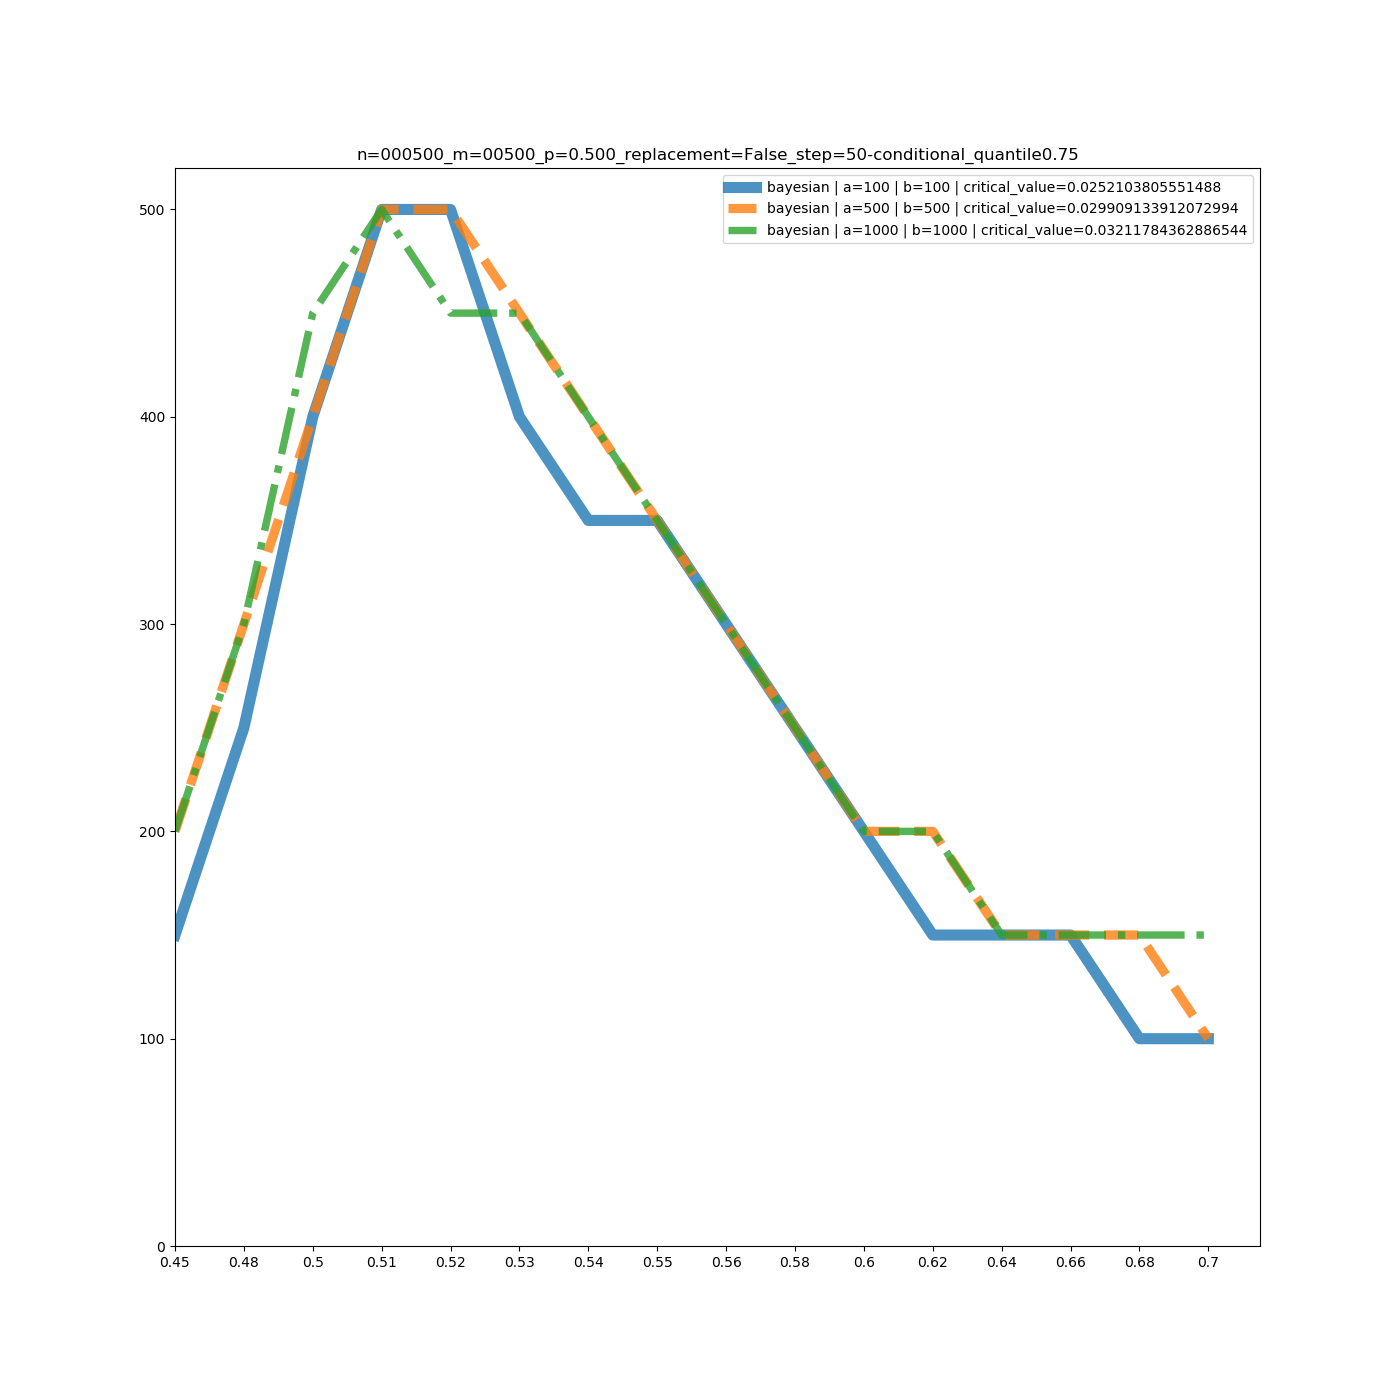 n=000500_m=00500_p=0.500_replacement=False_step=50-conditional_quantile0.75
bayesian | a=100 | b=100 | critical_value=0.0252103805551488
bayesian | a=500 | b=500 | critical_value=0.029909133912072994
bayesian | a=1000 | b=1000 | critical_value=0.03211784362886544
500
400
300
200
100
0
0.45 0.48 0.5 0.51 0.52 0.53 0.54 0.55 0.56 0.58 0.6 0.62 0.64 0.66 0.68 0.7